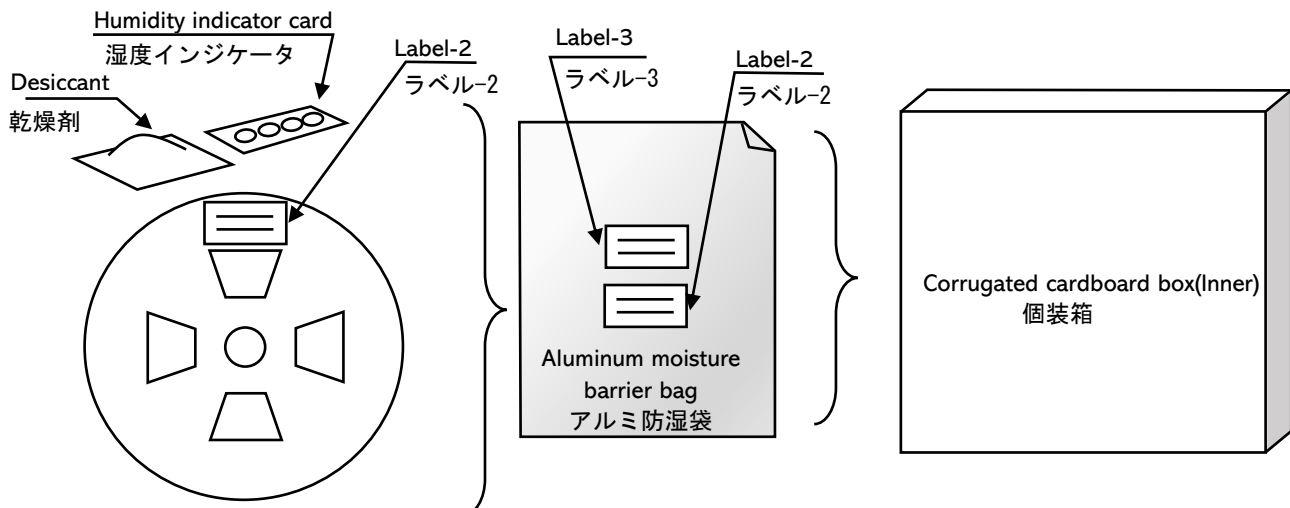 Humidity indicator card
湿度インジケータ
Desiccant
乾燥剤
Label-2
ラベル-2
Label-3
ラベル-3
Label-2
ラベル-2
Aluminum moisture
barrier bag
アルミ防湿袋
Corrugated cardboard box(Inner)
個装箱